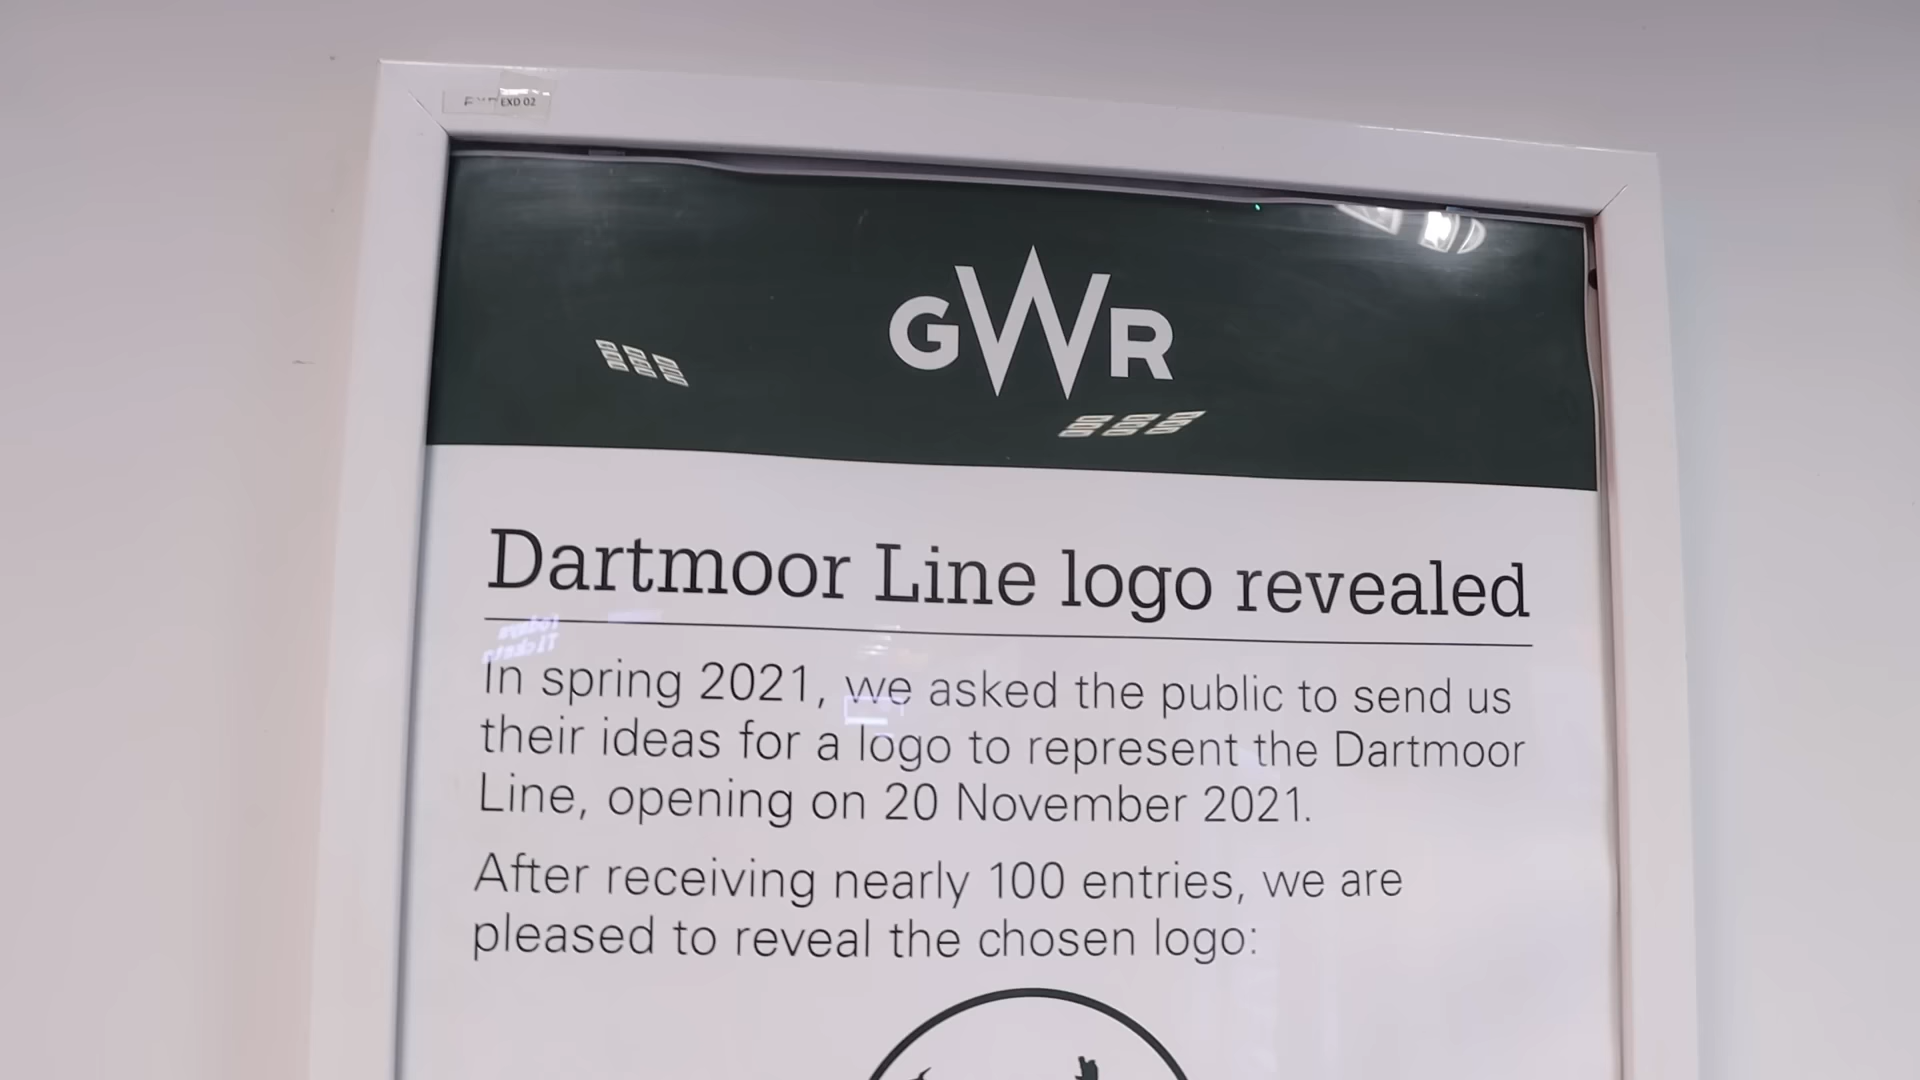 EXD 02
GWR
Dartmoor Line logo revealed
In spring 2021, we asked the public to send us
their ideas for a logo to represent the Dartmoor
Line, opening on 20 November 2021.
After receiving nearly 100 entries, we are
pleased to reveal the chosen logo: